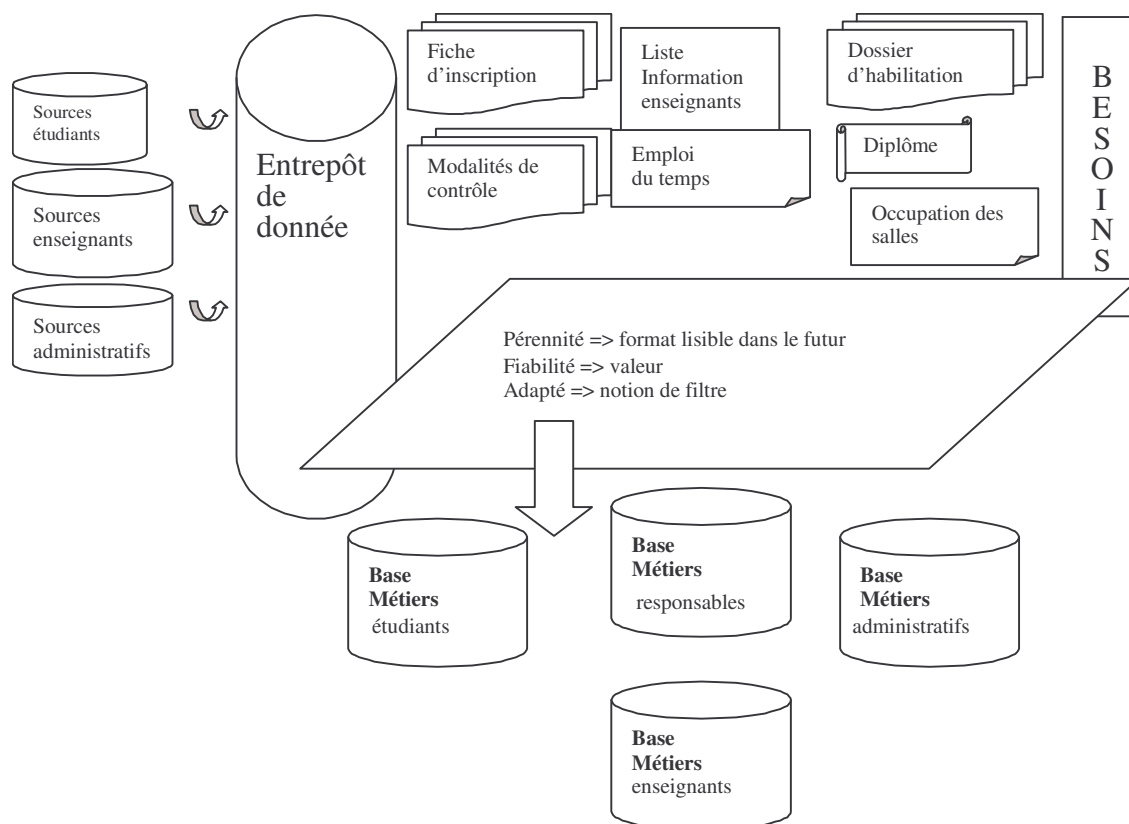 Sources
étudiants
Sources
enseignants
Sources
administratifs
Entrepôt
de
donnée
Fiche
d'inscription
Liste
Information
enseignants
Dossier
d'habilitation
Modalités de
contrôle
Emploi
du temps
Diplôme
Occupation des
salles
B
E
S
O
I
N
S
Pérennité => format lisible dans le futur
Fiabilité => valeur
Adapté => notion de filtre
Base
Métiers
étudiants
Base
Métiers
responsables
Base
Métiers
administratifs
Base
Métiers
enseignants